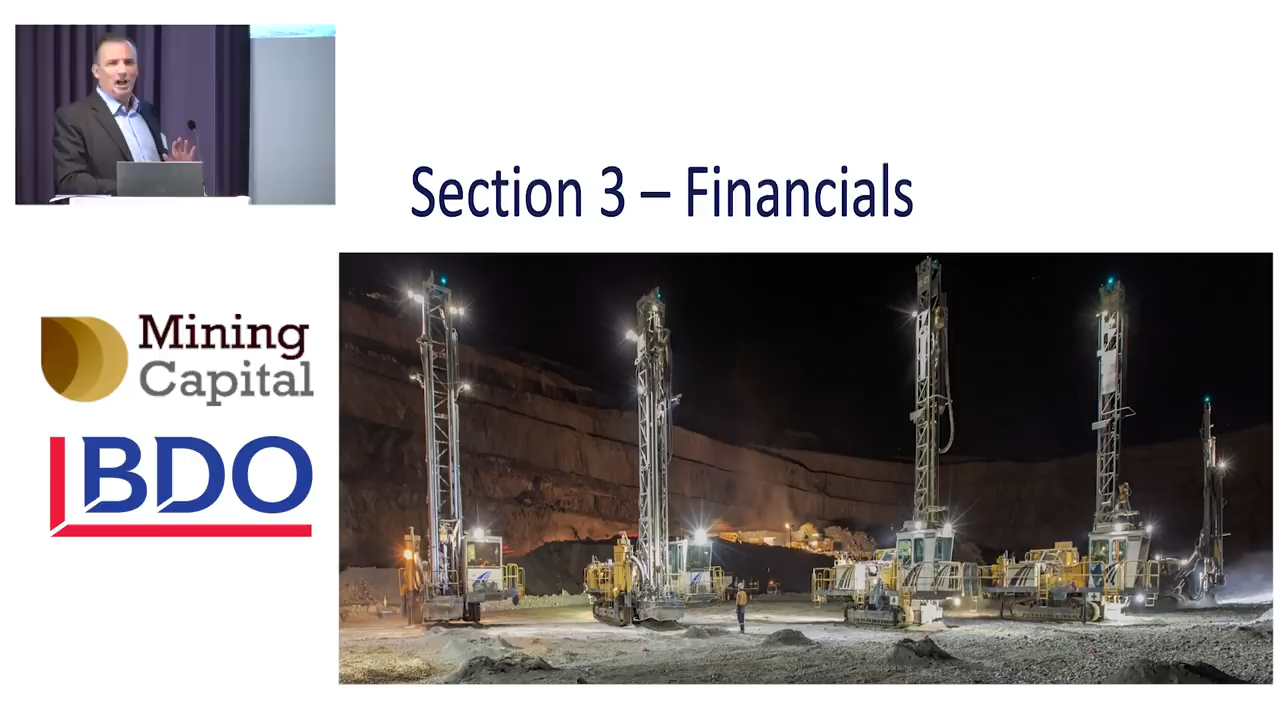 Section 3 – Financials
Mining
Capital
BDO